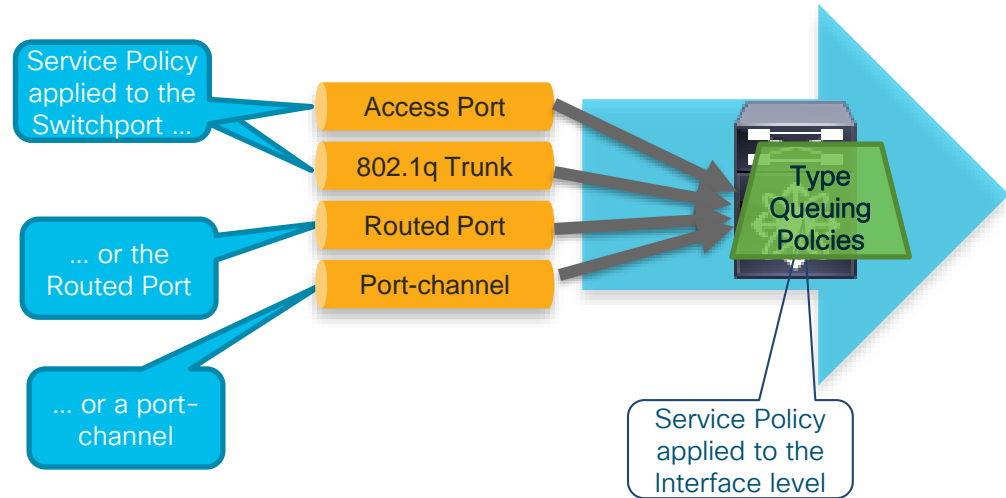 Service Policy
applied to the
Switchport ...
... or the
Routed Port
... or a port-
channel
Access Port
802.1q Trunk
Routed Port
Port-channel
Type
Queuing
Polcies
Service Policy
applied to the
Interface level